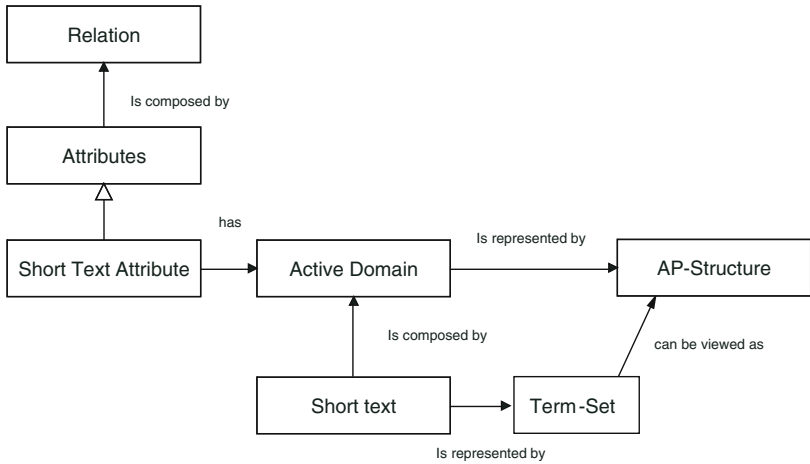 Relation
Is composed by
Attributes
has
Is represented by
Short Text Attribute
Active Domain
AP-Structure
Is composed by
can be viewed as
Short text
Term-Set
Is represented by